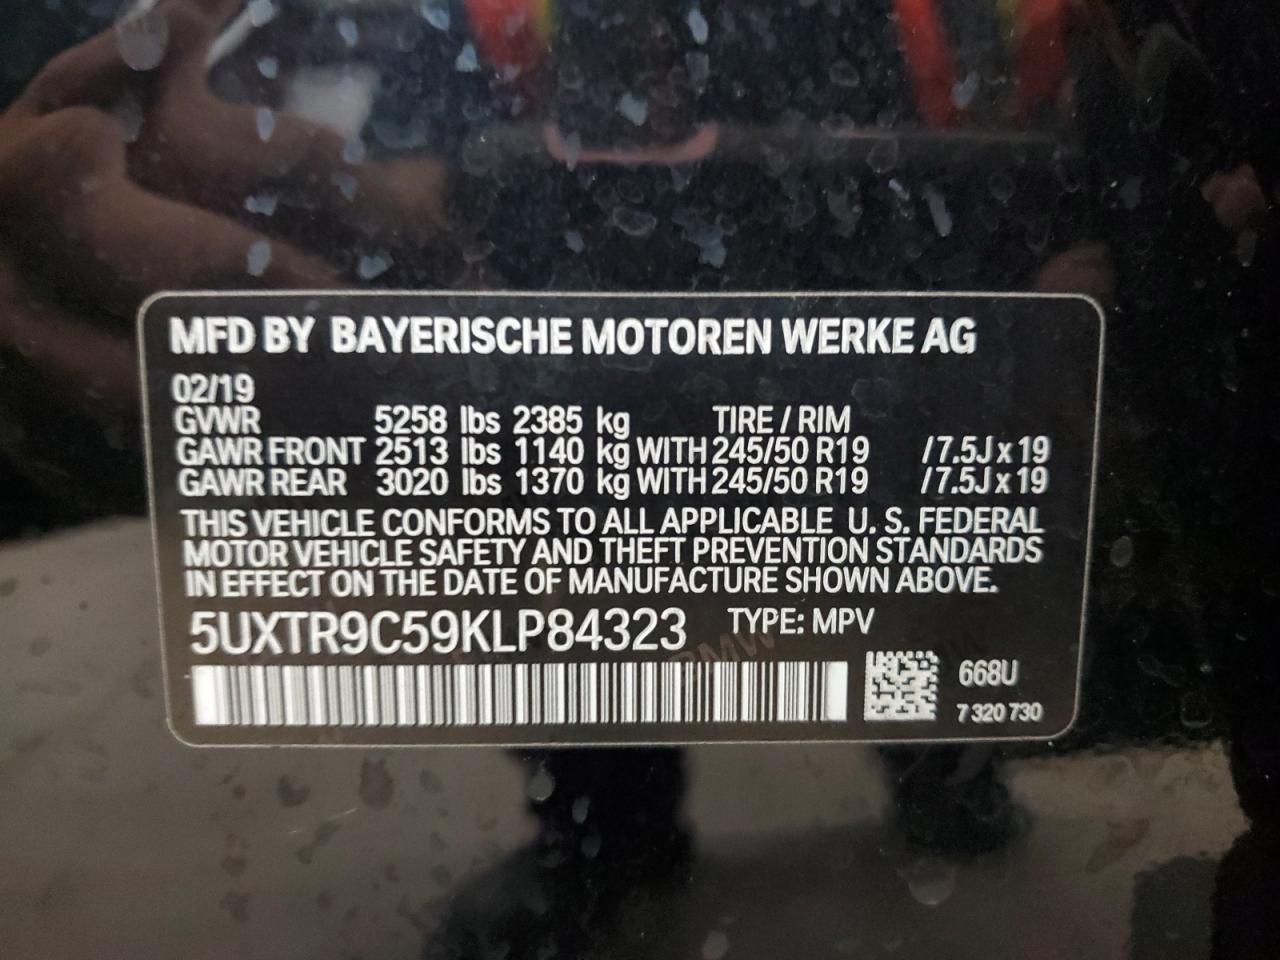 MFD BY BAYERISCHE MOTOREN WERKE AG
02/19
GVWR 5258 lbs 2385 kg TIRE / RIM
GAWR FRONT 2513 lbs 1140 kg WITH 245/50 R19 /7.5J x 19
GAWR REAR 3020 lbs 1370 kg WITH 245/50 R19 /7.5J x 19
THIS VEHICLE CONFORMS TO ALL APPLICABLE U. S. FEDERAL
MOTOR VEHICLE SAFETY AND THEFT PREVENTION STANDARDS
IN EFFECT ON THE DATE OF MANUFACTURE SHOWN ABOVE.
5UXTR9C59KLP84323 TYPE: MPV
668U
7 320 730